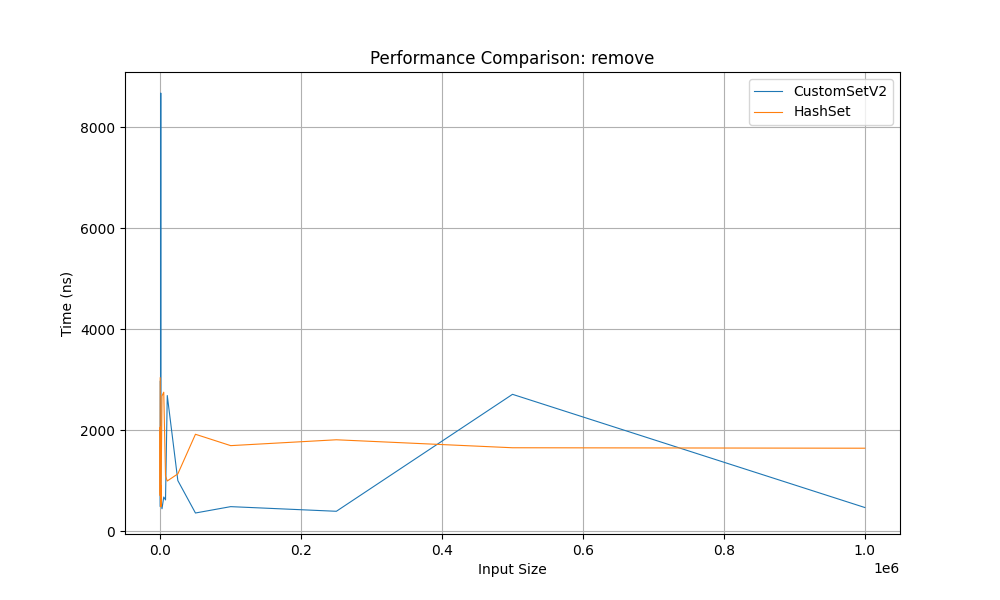 Performance Comparison: remove
CustomSetV2
HashSet
Time (ns)
8000
6000
4000
2000
0
0.0 0.2 0.4 0.6 0.8 1.0
1e6
Input Size